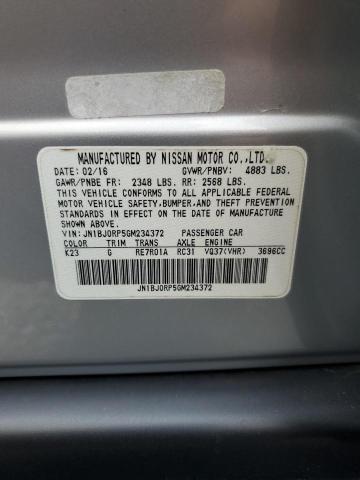 MANUFACTURED BY NISSAN MOTOR CO.,LTD.
DATE: 02/16 GVWR/PNBV: 4883 LBS.
GAWR/PNBE FR: 2348 LBS. RR: 2568 LBS.
THIS VEHICLE CONFORMS TO ALL APPLICABLE FEDERAL
MOTOR VEHICLE SAFETY,BUMPER,AND THEFT PREVENTION
STANDARDS IN EFFECT ON THE DATE OF MANUFACTURE
SHOWN ABOVE.
VIN: JN1BJ0RP5GM234372 PASSENGER CAR
COLOR TRIM TRANS AXLE ENGINE
K23 G RE7R01A RC31 VQ37(VHR) 3696CC
JN1BJ0RP5GM234372